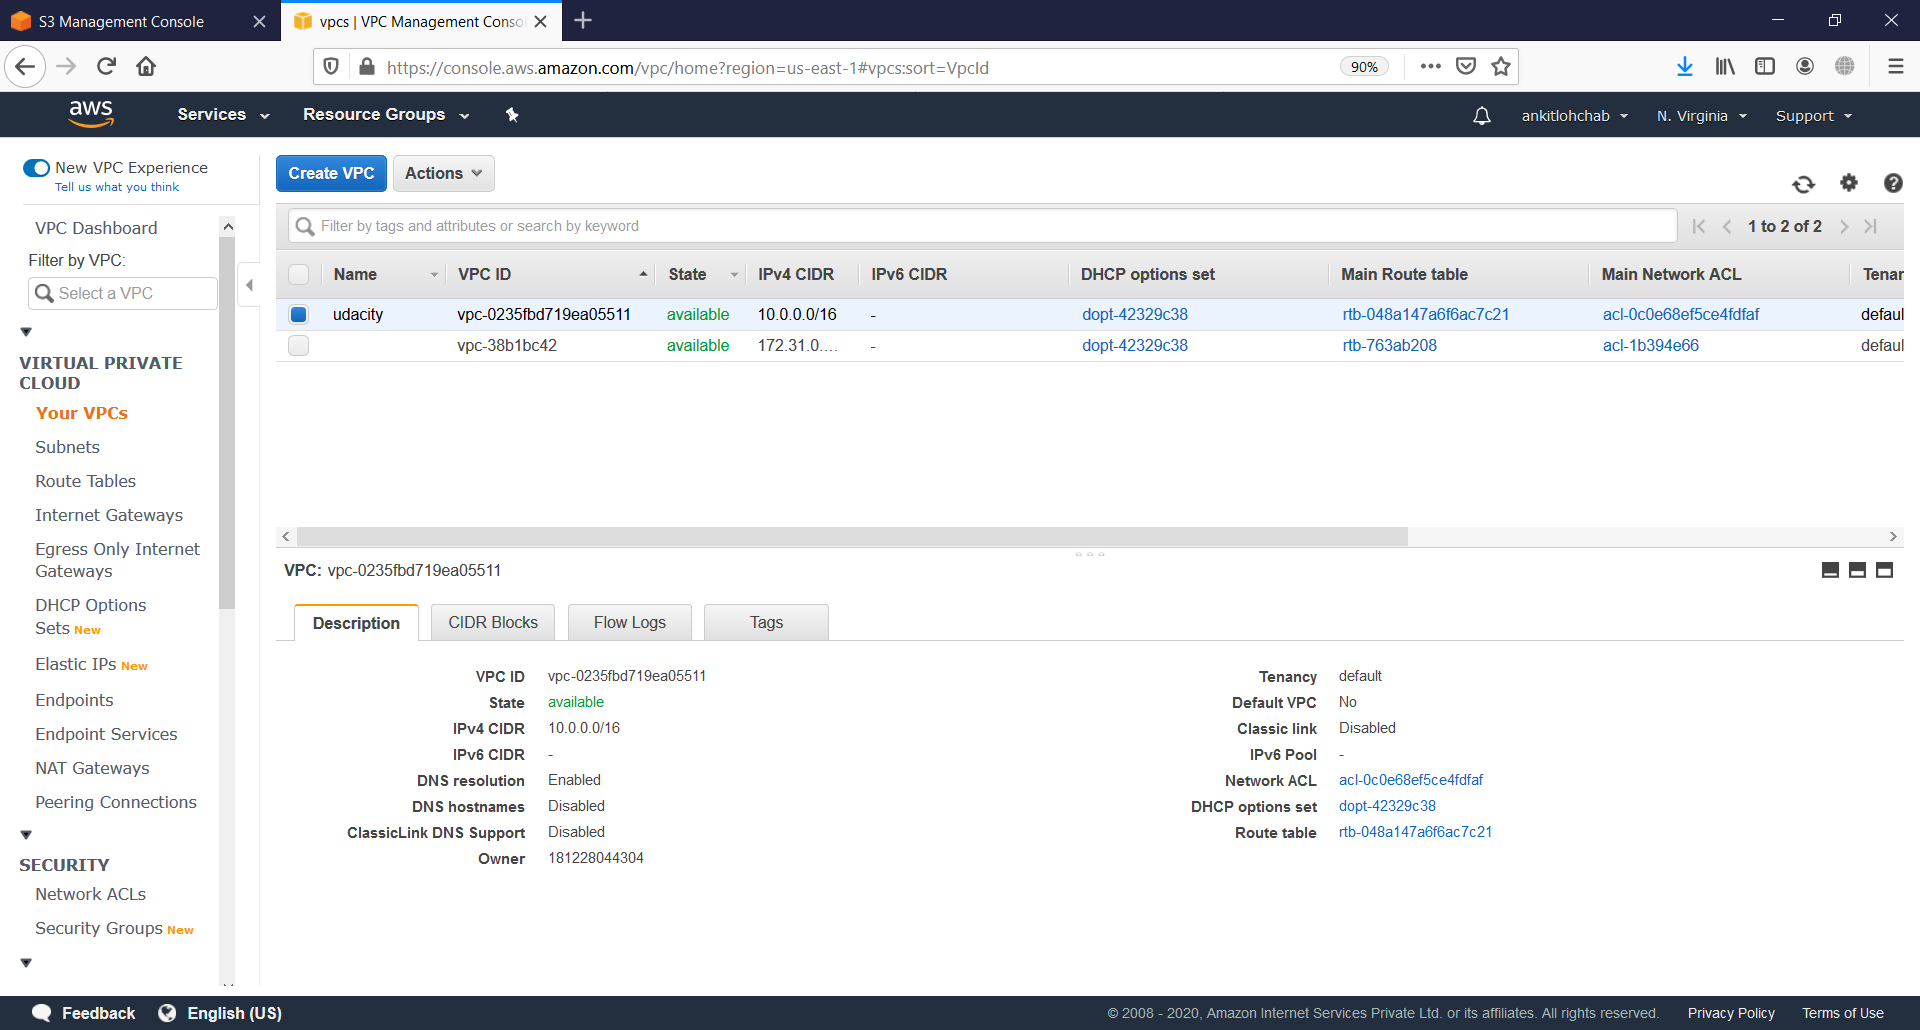 S3 Management Console
vpcs | VPC Management Conso
https://console.aws.amazon.com/vpc/home?region=us-east-1#vpcs:sort=VpcId
90%
aws
Services
Resource Groups
ankitlohchab
N. Virginia
Support
New VPC Experience
Tell us what you think
VPC Dashboard
Filter by VPC:
Select a VPC
VIRTUAL PRIVATE
CLOUD
Your VPCs
Subnets
Route Tables
Internet Gateways
Egress Only Internet
Gateways
DHCP Options
Sets New
Elastic IPs New
Endpoints
Endpoint Services
NAT Gateways
Peering Connections
SECURITY
Network ACLs
Security Groups New
Create VPC
Actions
Filter by tags and attributes or search by keyword
1 to 2 of 2
Name VPC ID State IPv4 CIDR IPv6 CIDR DHCP options set Main Route table Main Network ACL Tenan
udacity vpc-0235fbd719ea05511 available 10.0.0.0/16 - dopt-42329c38 rtb-048a147a6f6ac7c21 acl-0c0e68ef5ce4fdfaf defaul
vpc-38b1bc42 available 172.31.0.... - dopt-42329c38 rtb-763ab208 acl-1b394e66 defaul
VPC: vpc-0235fbd719ea05511
Description
CIDR Blocks
Flow Logs
Tags
VPC ID vpc-0235fbd719ea05511
State available
IPv4 CIDR 10.0.0.0/16
IPv6 CIDR -
DNS resolution Enabled
DNS hostnames Disabled
ClassicLink DNS Support Disabled
Owner 181228044304
Tenancy default
Default VPC No
Classic link Disabled
IPv6 Pool -
Network ACL acl-0c0e68ef5ce4fdfaf
DHCP options set dopt-42329c38
Route table rtb-048a147a6f6ac7c21
Feedback
English (US)
© 2008 - 2020, Amazon Internet Services Private Ltd. or its affiliates. All rights reserved.
Privacy Policy
Terms of Use